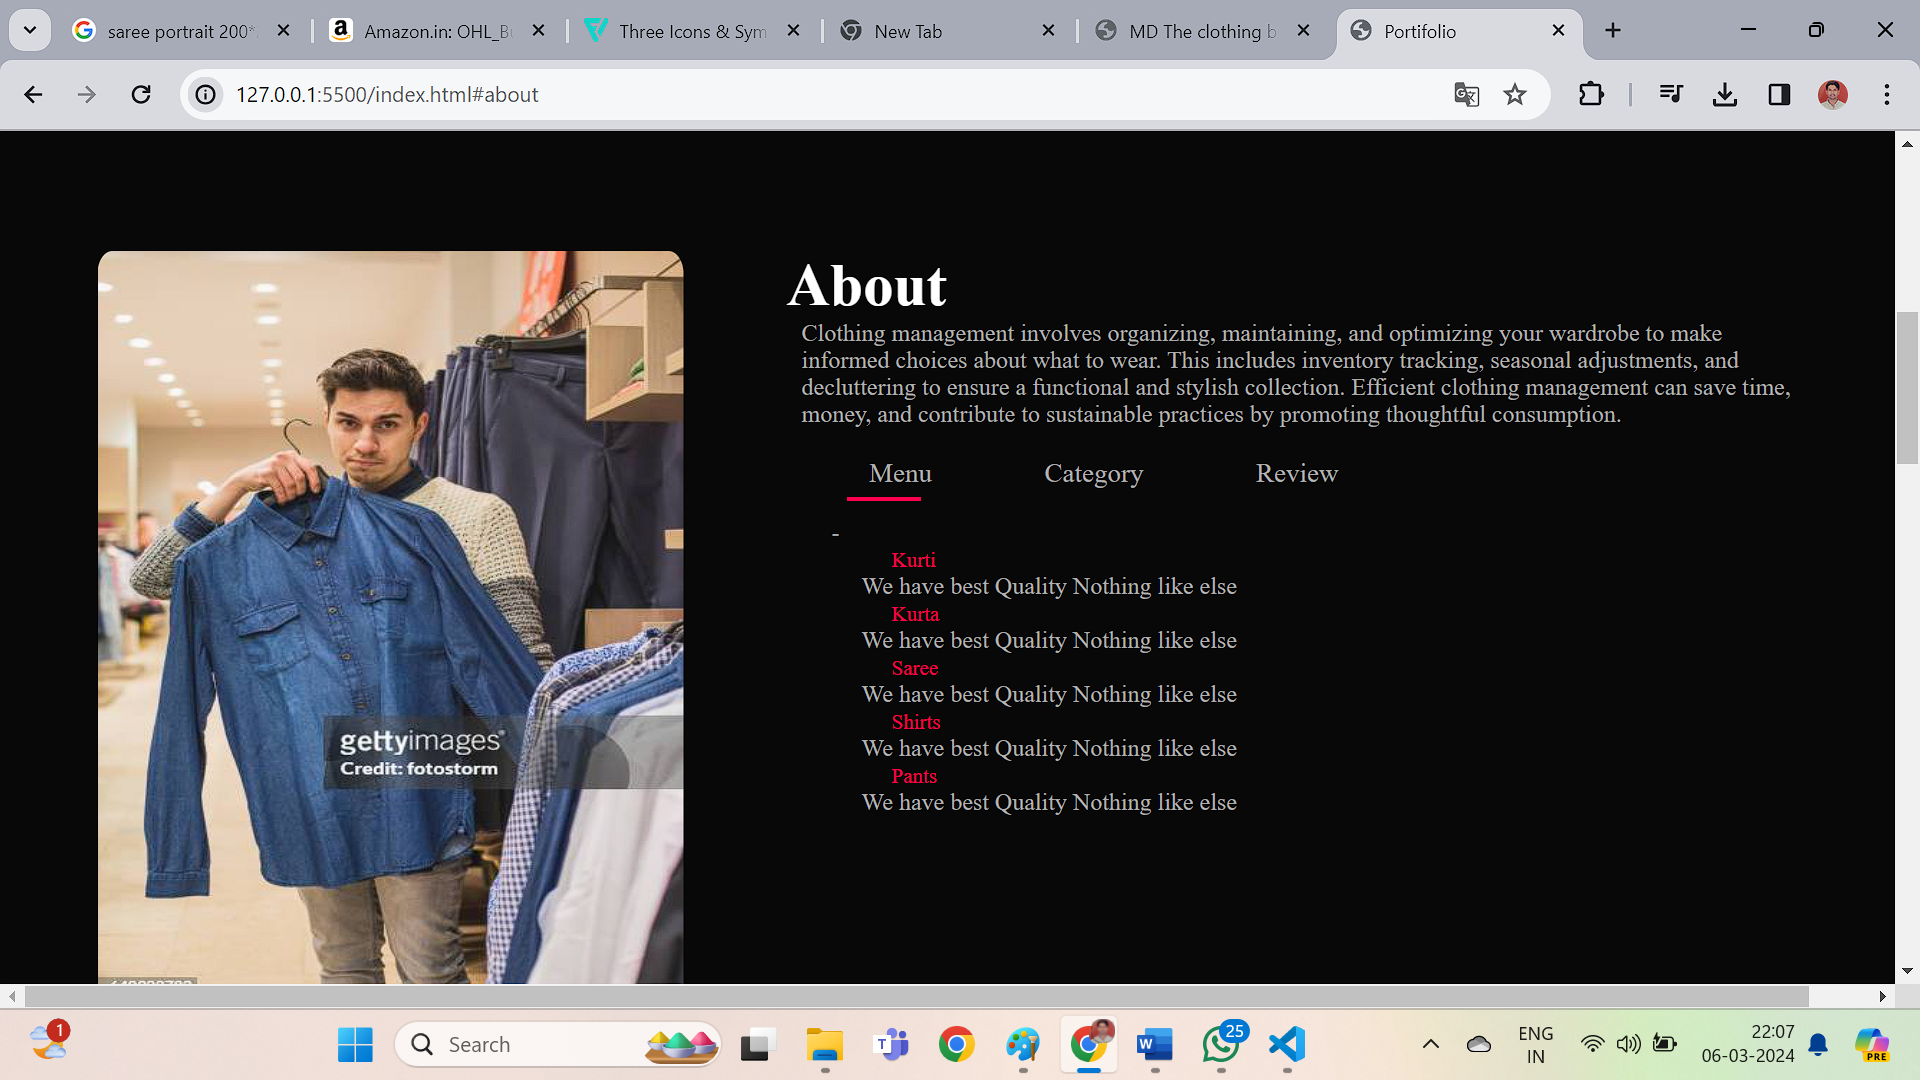 saree portrait 200*
Amazon.in: OHL_B
Three Icons & Sym
New Tab
MD The clothing b
Portifolio
127.0.0.1:5500/index.html#about
About
Clothing management involves organizing, maintaining, and optimizing your wardrobe to make
informed choices about what to wear. This includes inventory tracking, seasonal adjustments, and
decluttering to ensure a functional and stylish collection. Efficient clothing management can save time,
money, and contribute to sustainable practices by promoting thoughtful consumption.
Menu Category Review
-
Kurti
We have best Quality Nothing like else
Kurta
We have best Quality Nothing like else
Saree
We have best Quality Nothing like else
Shirts
We have best Quality Nothing like else
Pants
We have best Quality Nothing like else
gettyimages®
Credit: fotostorm
1
Search
25
ENG
IN
22:07
06-03-2024
PRE